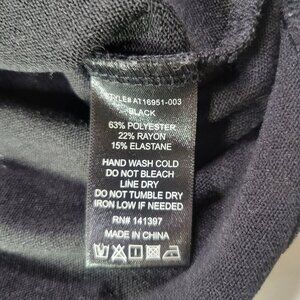 STYLE# AT16951-003
BLACK
63% POLYESTER
22% RAYON
15% ELASTANE
HAND WASH COLD
DO NOT BLEACH
LINE DRY
DO NOT TUMBLE DRY
IRON LOW IF NEEDED
RN# 141397
MADE IN CHINA